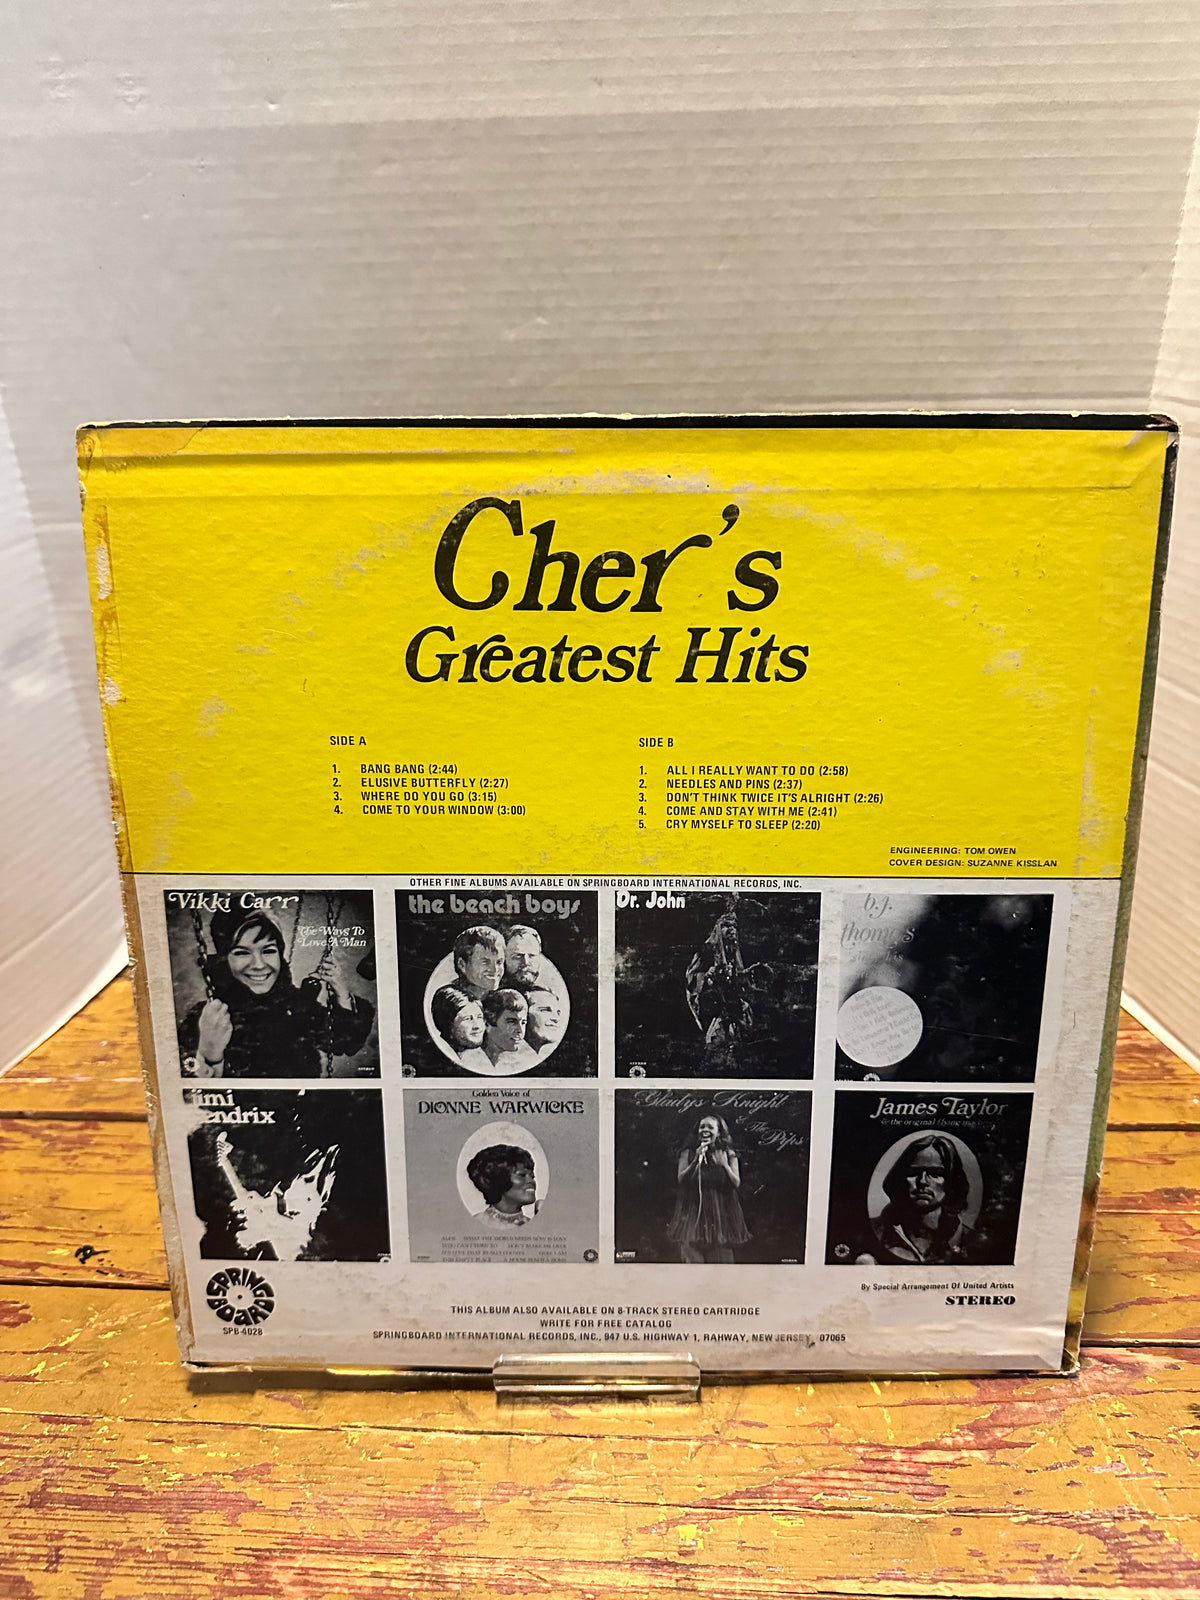 Cher's
Greatest Hits
SIDE A
1. BANG BANG (2:44)
2. ELUSIVE BUTTERFLY (2:27)
3. WHERE DO YOU GO (3:15)
4. COME TO YOUR WINDOW (3:00)
SIDE B
1. ALL I REALLY WANT TO DO (2:58)
2. NEEDLES AND PINS (2:37)
3. DON'T THINK TWICE IT'S ALRIGHT (2:26)
4. COME AND STAY WITH ME (2:41)
5. CRY MYSELF TO SLEEP (2:20)
ENGINEERING: TOM OWEN
COVER DESIGN: SUZANNE KISSLAN
OTHER FINE ALBUMS AVAILABLE ON SPRINGBOARD INTERNATIONAL RECORDS, INC.
Vikki Carr
The Ways To
Love A Man
the beach boys
Dr. John
b.j.
thomas
jimi
hendrix
Golden Voice of
DIONNE WARWICKE
Gladys Knight
& The
Pips
James Taylor
& the original flying machine
SPRING
BOARD
SPB-4028
By Special Arrangement Of United Artists
STEREO
THIS ALBUM ALSO AVAILABLE ON 8-TRACK STEREO CARTRIDGE
WRITE FOR FREE CATALOG
SPRINGBOARD INTERNATIONAL RECORDS, INC., 947 U.S. HIGHWAY 1, RAHWAY, NEW JERSEY, 07065